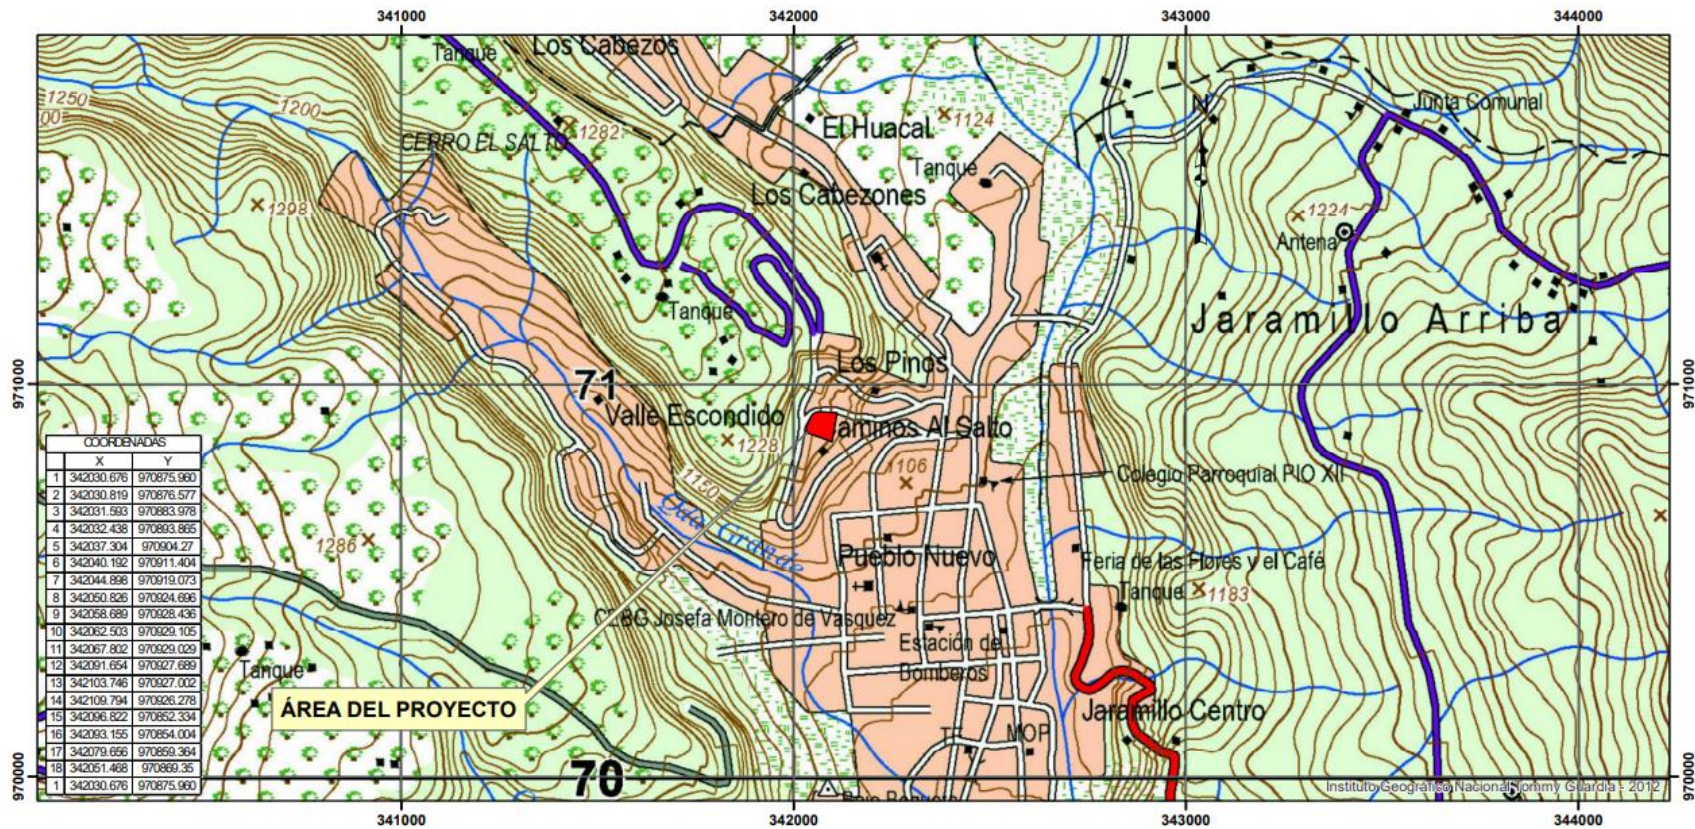 341000
342000
343000
344000
Los Cabezos
Tanque
1250
1200
1282
CERRO EL SALTO
El Huacal
1124
N
Junta Comunal
Tanque
Los Cabezones
1298
1224
Antena
Tanque
Jaramillo Arriba
Los Pinos
971000
971000
71
Valle Escondido
1228
aminos Al Salto
1150
1106
Colegio Parroquial PIO XII
Qda. Grande
1286
Pueblo Nuevo
Feria de las Flores y el Café
Tanque
1183
CEBG Josefa Montero de Vasquez
Estación de
Bomberos
Tanque
ÁREA DEL PROYECTO
Jaramillo Centro
MOP
70
970000
970000
COORDENADAS
X Y
1 342030.676 970875.960
2 342030.819 970876.577
3 342031.593 970883.978
4 342032.438 970893.865
5 342037.304 970904.27
6 342040.192 970911.404
7 342044.898 970919.073
8 342050.826 970924.696
9 342058.689 970928.436
10 342062.503 970929.105
11 342067.802 970929.029
12 342091.654 970927.689
13 342103.746 970927.002
14 342109.794 970926.278
15 342096.822 970852.334
16 342093.155 970854.004
17 342079.656 970859.364
18 342051.468 970869.35
1 342030.676 970875.960
Instituto Geográfico Nacional Tommy Guardia - 2012
341000
342000
343000
344000